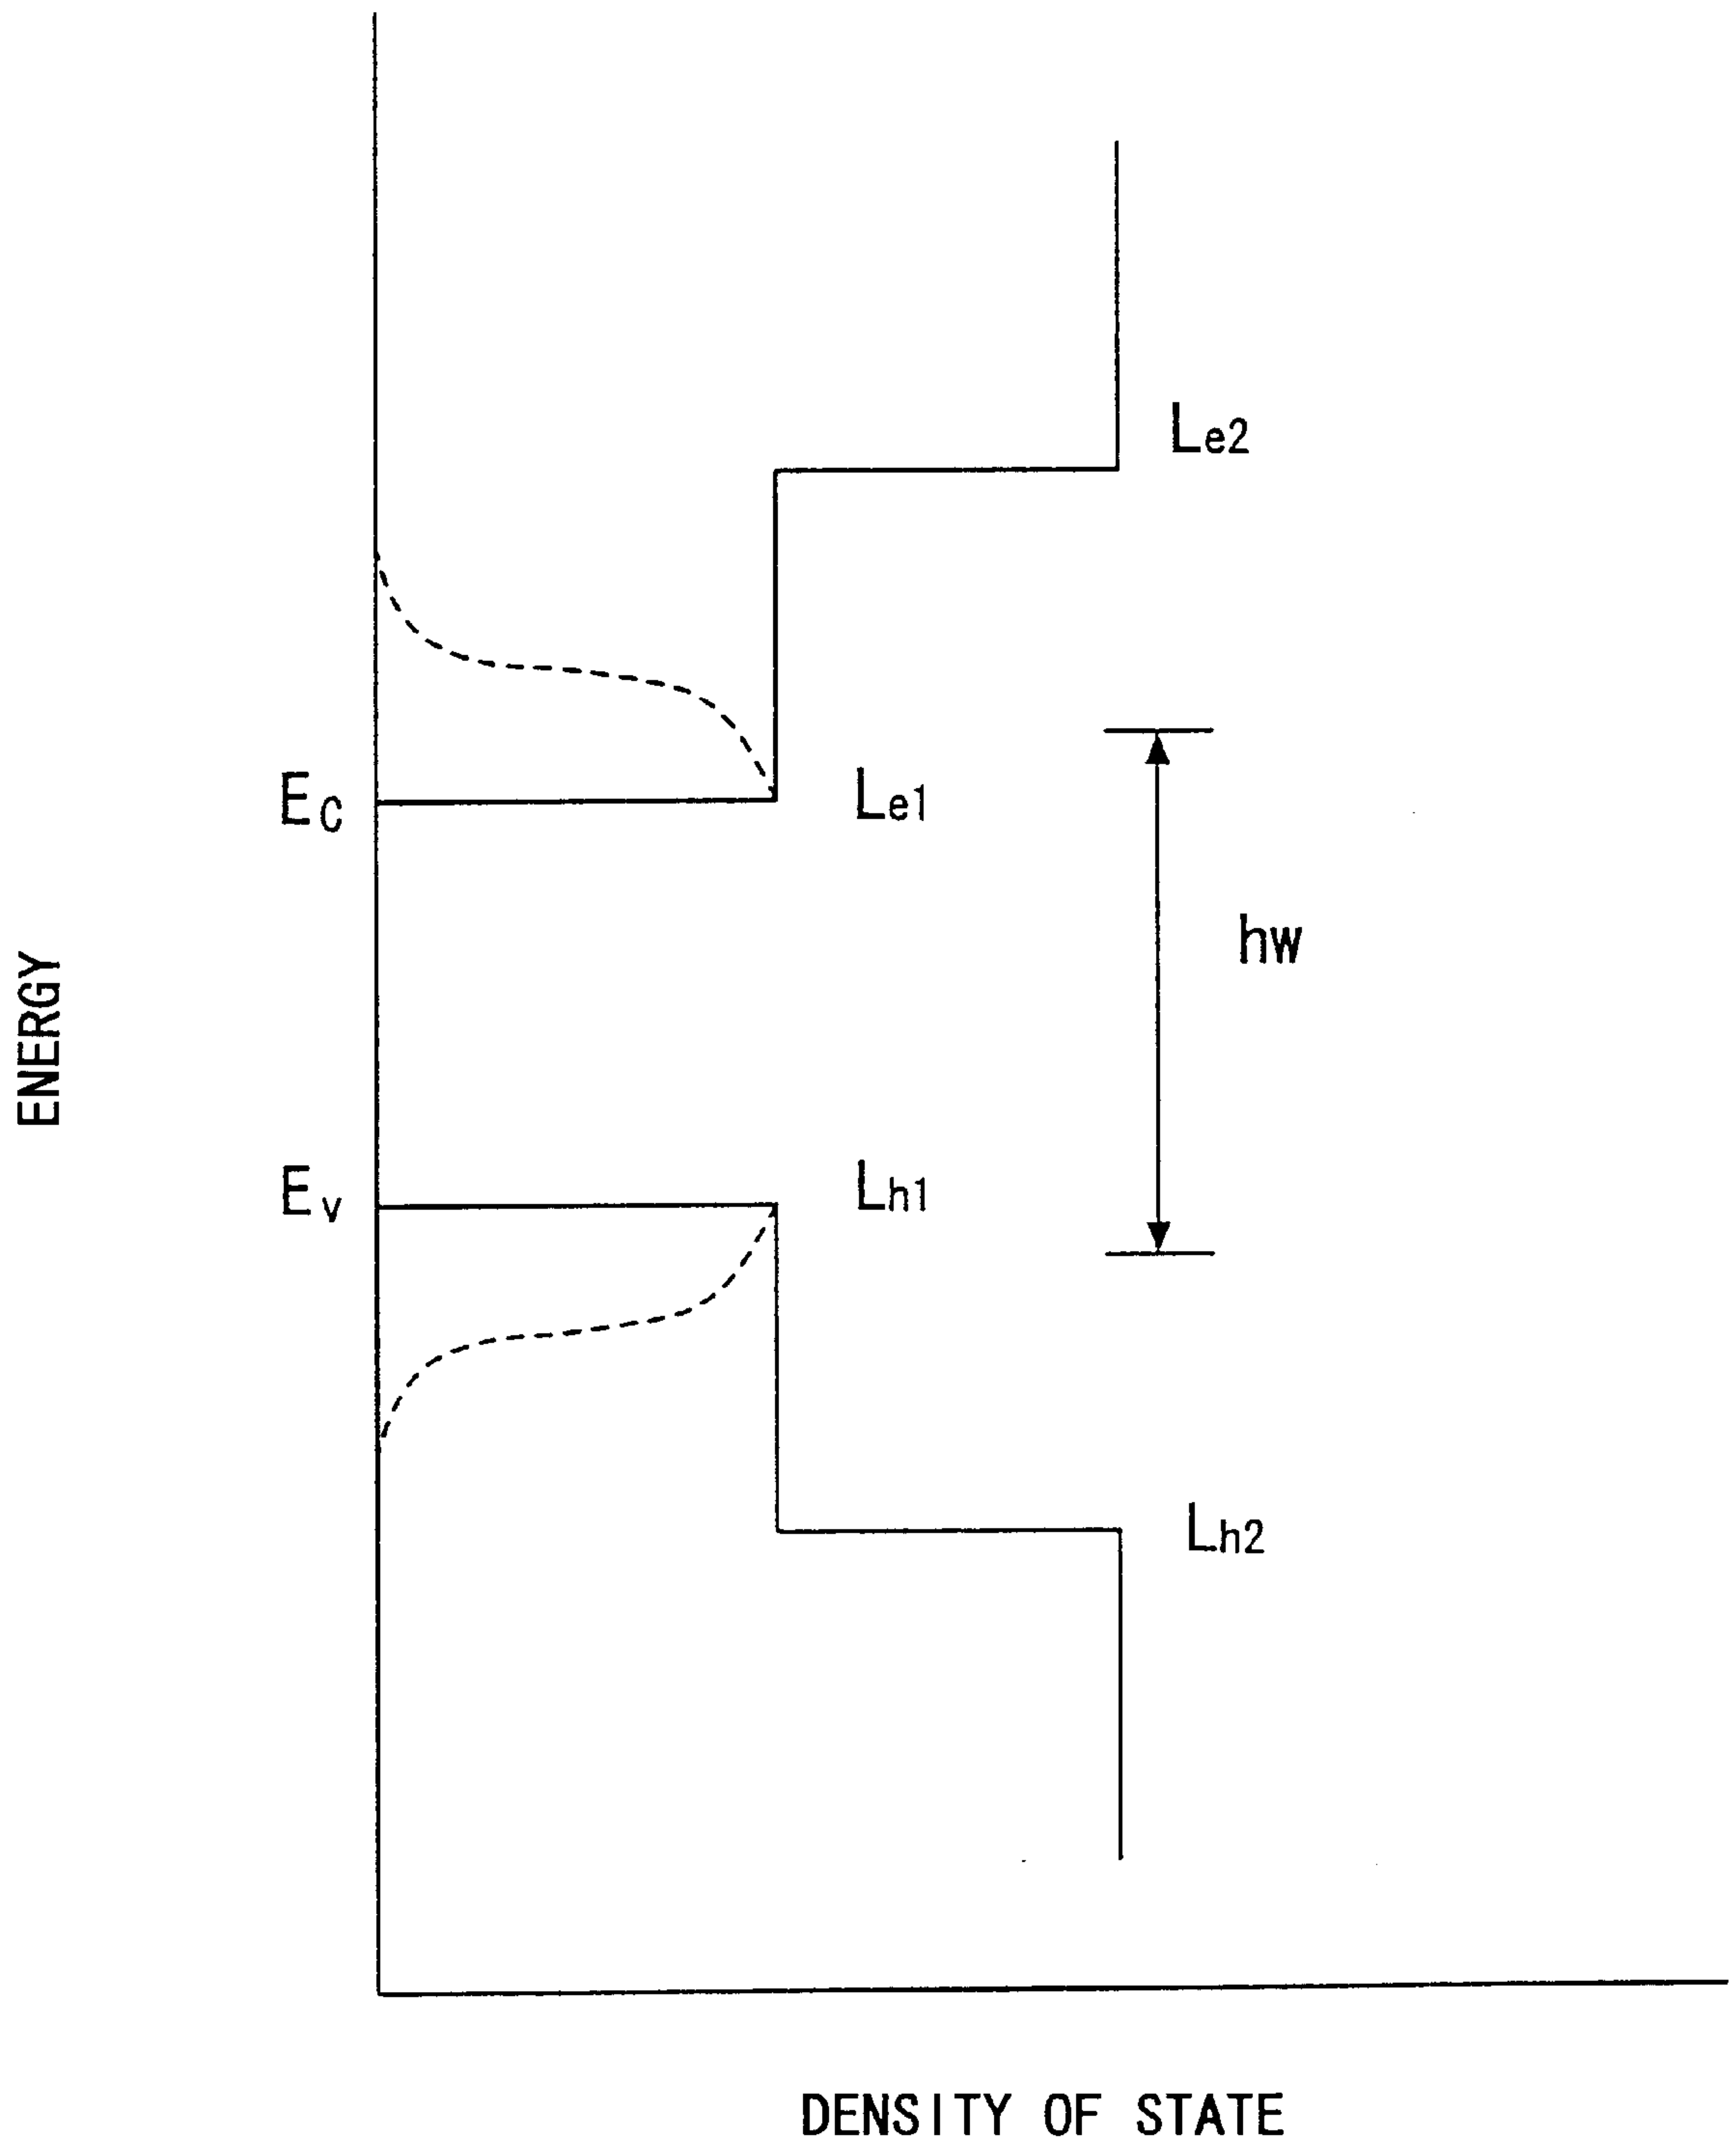 Le2
EC
Le1
hw
ENERGY
Ev
Lh1
Lh2
DENSITY OF STATE